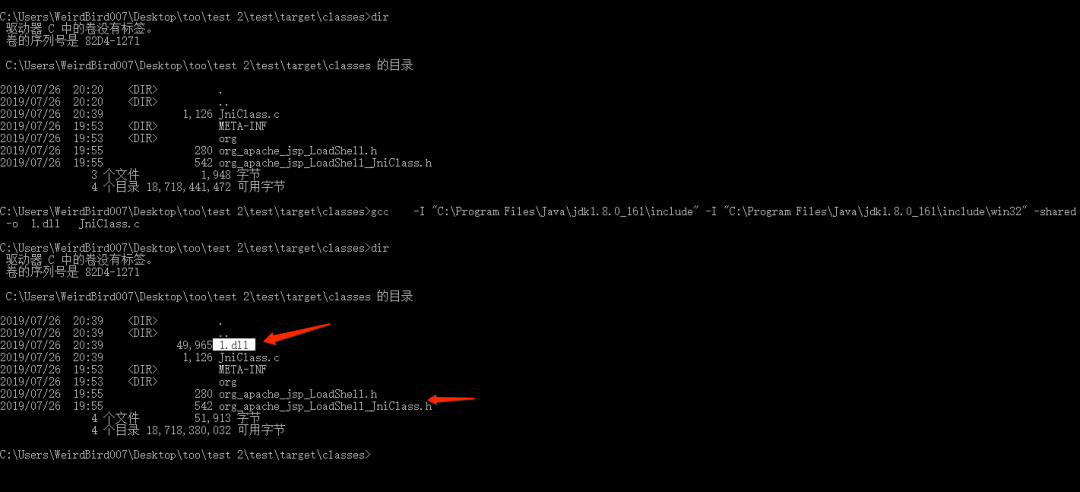 C:\Users\WeirdBird007\Desktop\too\test 2\test\target\classes>dir
驱动器 C 中的卷没有标签。
卷的序列号是 82D4-1271
C:\Users\WeirdBird007\Desktop\too\test 2\test\target\classes 的目录
2019/07/26  20:20    <DIR>          .
2019/07/26  20:20    <DIR>          ..
2019/07/26  20:39             1,126 JniClass.c
2019/07/26  19:53    <DIR>          META-INF
2019/07/26  19:53    <DIR>          org
2019/07/26  19:55               280 org_apache_jsp_LoadShell.h
2019/07/26  19:55               542 org_apache_jsp_LoadShell_JniClass.h
3 个文件          1,948 字节
4 个目录 18,718,441,472 可用字节
C:\Users\WeirdBird007\Desktop\too\test 2\test\target\classes>gcc    -I "C:\Program Files\Java\jdk1.8.0_161\include" -I "C:\Program Files\Java\jdk1.8.0_161\include\win32" -shared
-o  1.dll   JniClass.c
C:\Users\WeirdBird007\Desktop\too\test 2\test\target\classes>dir
驱动器 C 中的卷没有标签。
卷的序列号是 82D4-1271
C:\Users\WeirdBird007\Desktop\too\test 2\test\target\classes 的目录
2019/07/26  20:39    <DIR>          .
2019/07/26  20:39    <DIR>          ..
2019/07/26  20:39            49,965 1.dll
2019/07/26  20:39             1,126 JniClass.c
2019/07/26  19:53    <DIR>          META-INF
2019/07/26  19:53    <DIR>          org
2019/07/26  19:55               280 org_apache_jsp_LoadShell.h
2019/07/26  19:55               542 org_apache_jsp_LoadShell_JniClass.h
4 个文件         51,913 字节
4 个目录 18,718,380,032 可用字节
C:\Users\WeirdBird007\Desktop\too\test 2\test\target\classes>